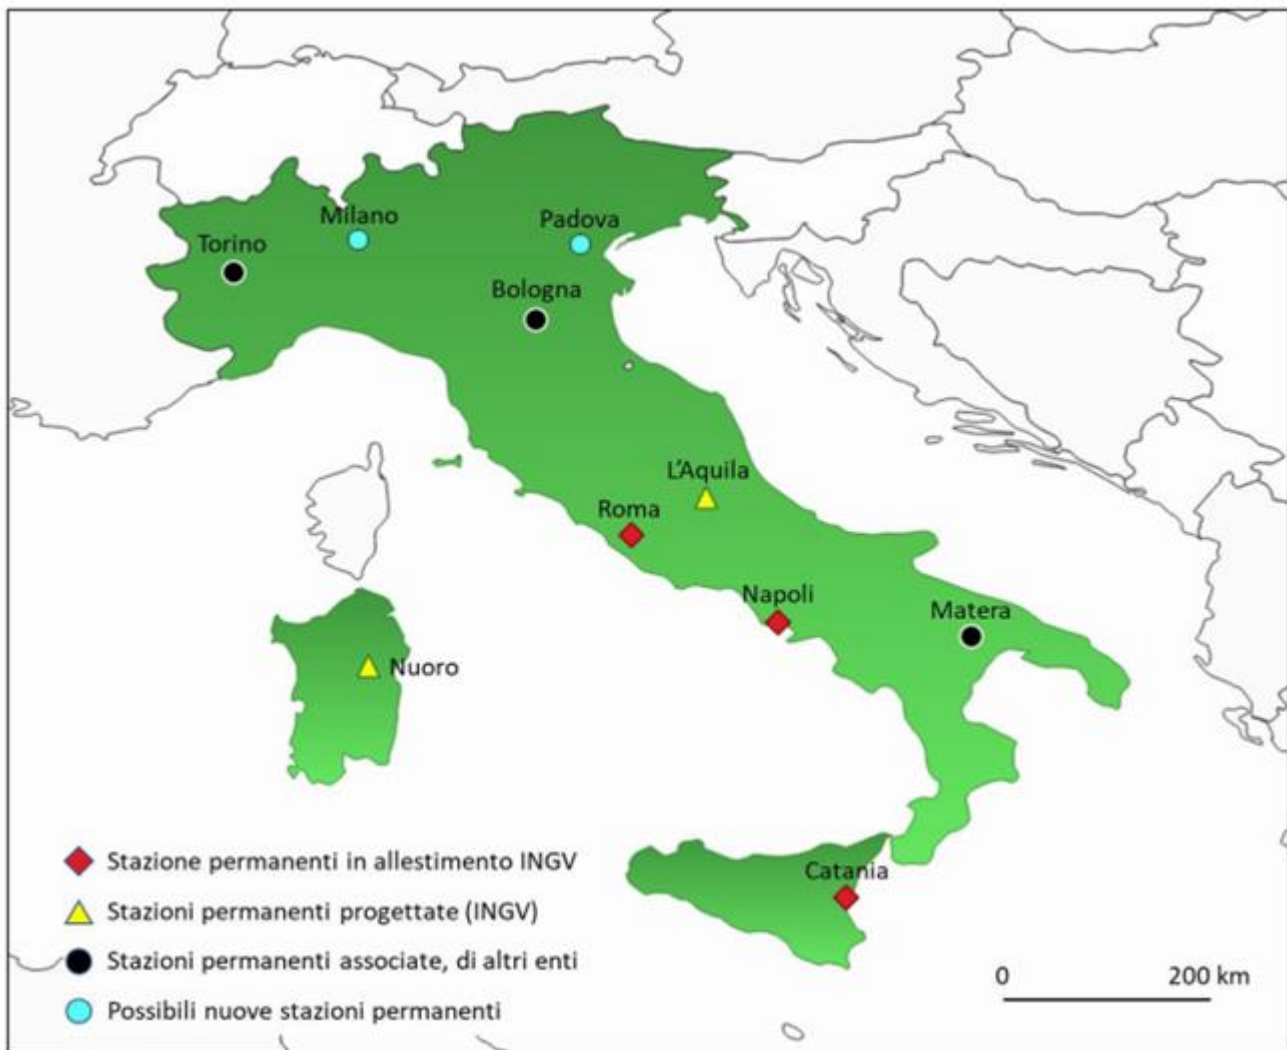 Milano
Padova
Torino
Bologna
L'Aquila
Roma
Napoli
Matera
Nuoro
Catania
Stazione permanenti in allestimento INGV
Stazioni permanenti progettate (INGV)
Stazioni permanenti associate, di altri enti
Possibili nuove stazioni permanenti
0 200 km